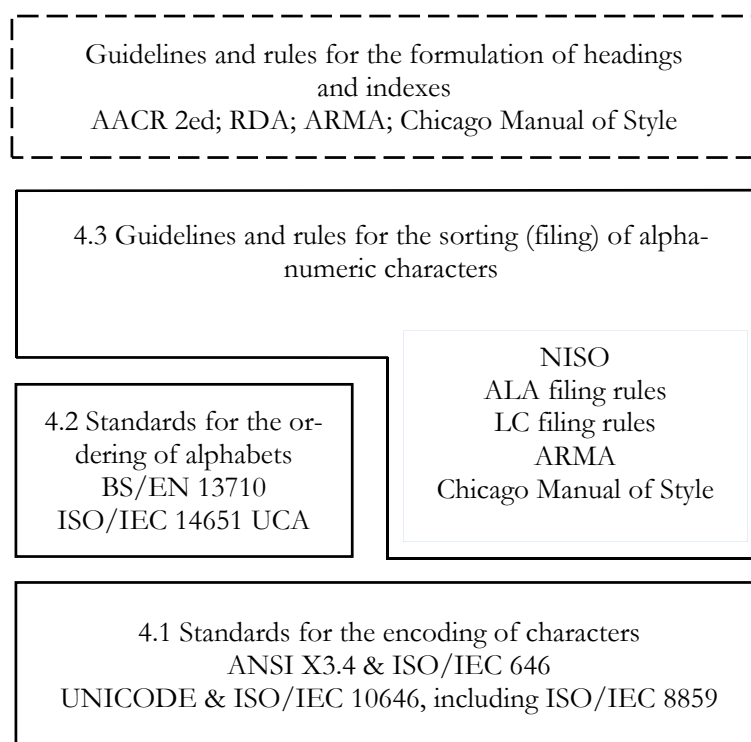 Guidelines and rules for the formulation of headings
and indexes
AACR 2ed; RDA; ARMA; Chicago Manual of Style
4.3 Guidelines and rules for the sorting (filing) of alpha-
numeric characters
NISO
ALA filing rules
LC filing rules
ARMA
Chicago Manual of Style
4.2 Standards for the or-
dering of alphabets
BS/EN 13710
ISO/IEC 14651 UCA
4.1 Standards for the encoding of characters
ANSI X3.4 & ISO/IEC 646
UNICODE & ISO/IEC 10646, including ISO/IEC 8859